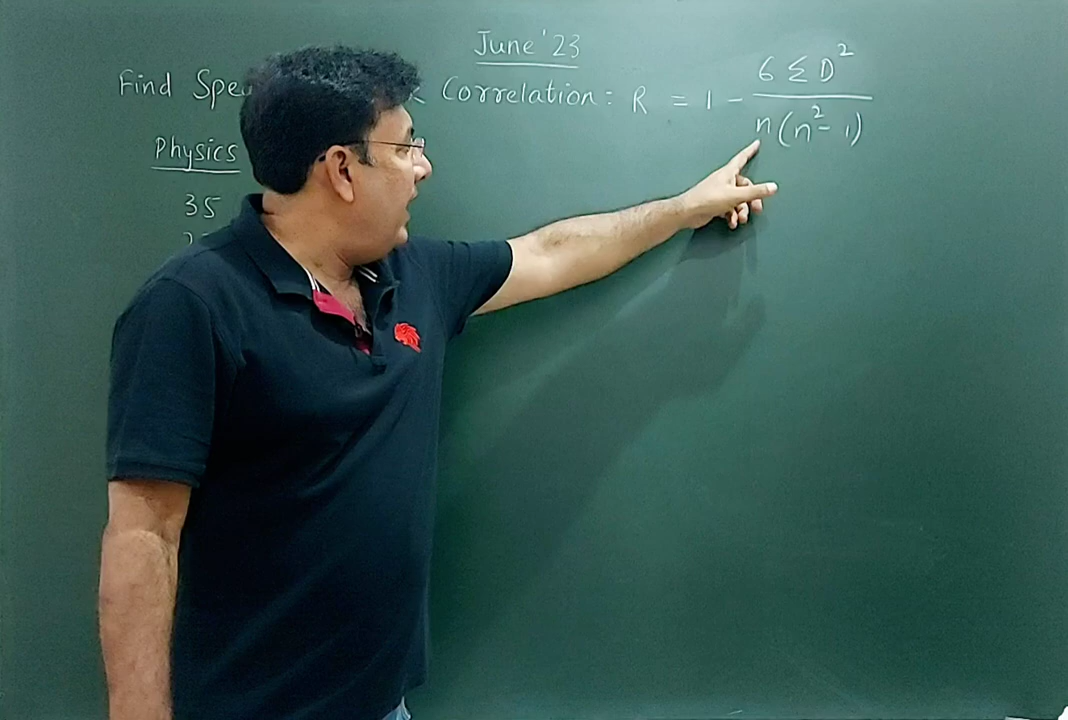 June '23
Find Spe Correlation: R = 1 - 6 Σ D² / n(n² - 1)
Physics
35